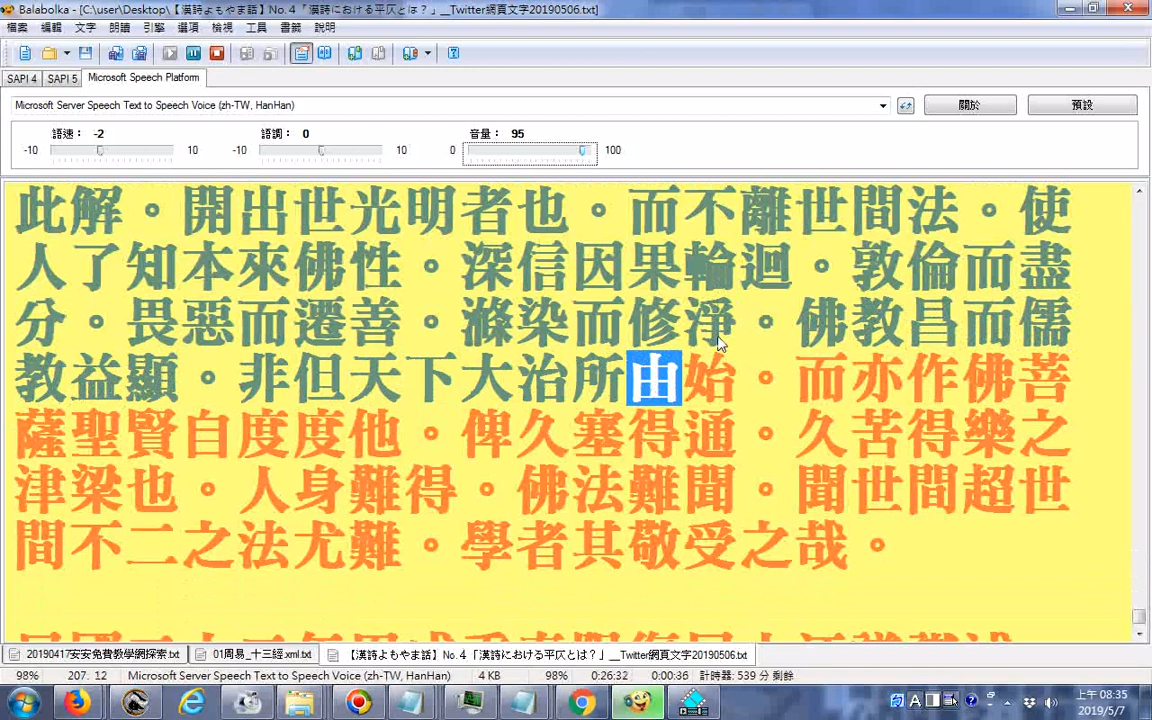 Balabolka - [C:\user\Desktop\【漢詩よもやま話】No. 4「漢詩における平仄とは？」__Twitter網頁文字20190506.txt]
檔案 編輯 文字 朗讀 引擎 選項 檢視 工具 書籤 說明
SAPI 4 SAPI 5 Microsoft Speech Platform
Microsoft Server Speech Text to Speech Voice (zh-TW, HanHan) 關於 預設
語速： -2 語調： 0 音量： 95
-10 10 -10 10 0 100
此解。開出世光明者也。而不離世間法。使
人了知本來佛性。深信因果輪迴。敦倫而盡
分。畏惡而遷善。滌染而修淨。佛教昌而儒
教益顯。非但天下大治所由始。而亦作佛菩
薩聖賢自度度他。俾久塞得通。久苦得樂之
津梁也。人身難得。佛法難聞。聞世間超世
間不二之法尤難。學者其敬受之哉。
20190417安安免費教學網探索.txt 01周易_十三經.xml.txt 【漢詩よもやま話】No. 4「漢詩における平仄とは？」__Twitter網頁文字20190506.txt
98% 207. 12 Microsoft Server Speech Text to Speech Voice (zh-TW, HanHan) 4 KB 98% 0:26:32 0:00:36 計時器： 539 分 剩餘
上午 08:35
2019/5/7